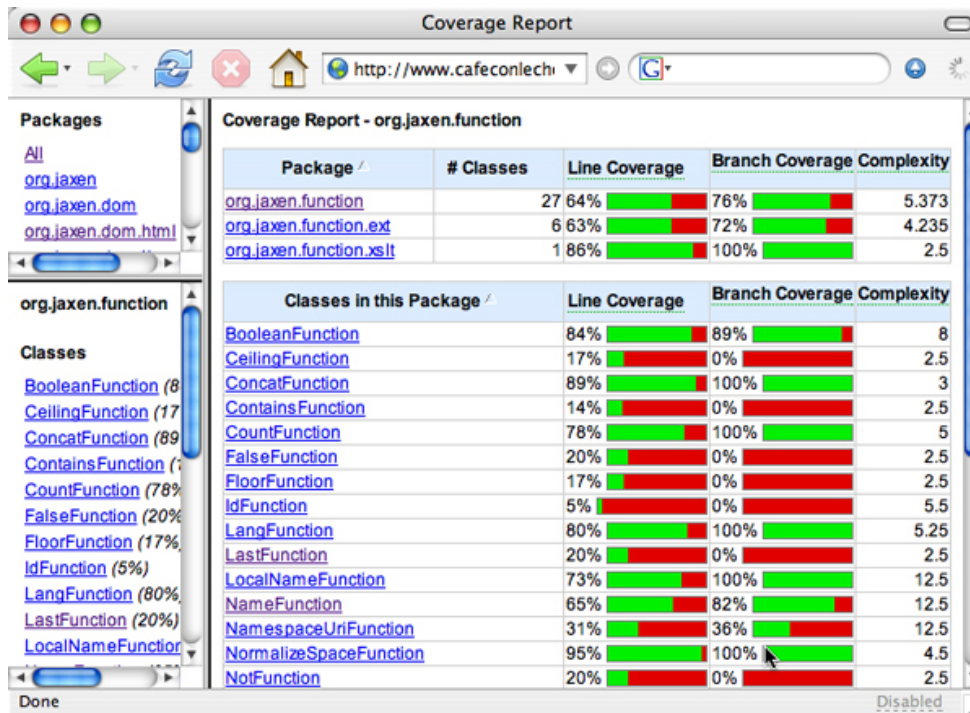 Coverage Report
http://www.cafeconlech
G
Packages
All
org.jaxen
org.jaxen.dom
org.jaxen.dom.html
org.jaxen.function
Classes
BooleanFunction (8
CeilingFunction (17
ConcatFunction (89
ContainsFunction (1
CountFunction (78%
FalseFunction (20%
FloorFunction (17%
IdFunction (5%)
LangFunction (80%
LastFunction (20%)
LocalNameFunction
Coverage Report - org.jaxen.function
Package # Classes Line Coverage Branch Coverage Complexity
org.jaxen.function 27 64% 76% 5.373
org.jaxen.function.ext 6 63% 72% 4.235
org.jaxen.function.xslt 1 86% 100% 2.5
Classes in this Package Line Coverage Branch Coverage Complexity
BooleanFunction 84% 89% 8
CeilingFunction 17% 0% 2.5
ConcatFunction 89% 100% 3
ContainsFunction 14% 0% 2.5
CountFunction 78% 100% 5
FalseFunction 20% 0% 2.5
FloorFunction 17% 0% 2.5
IdFunction 5% 0% 5.5
LangFunction 80% 100% 5.25
LastFunction 20% 0% 2.5
LocalNameFunction 73% 100% 12.5
NameFunction 65% 82% 12.5
NamespaceUriFunction 31% 36% 12.5
NormalizeSpaceFunction 95% 100% 4.5
NotFunction 20% 0% 2.5
Done
Disabled